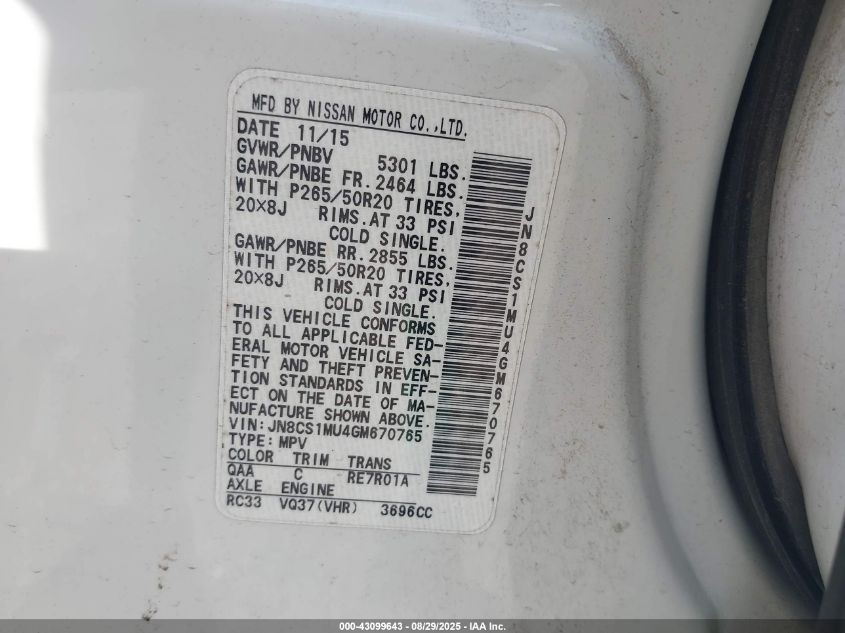 MFD BY NISSAN MOTOR CO.,LTD.
DATE 11/15
GVWR/PNBV 5301 LBS.
GAWR/PNBE FR. 2464 LBS.
WITH P265/50R20 TIRES,
20X8J RIMS.AT 33 PSI
COLD SINGLE.
GAWR/PNBE RR. 2855 LBS.
WITH P265/50R20 TIRES,
20X8J RIMS.AT 33 PSI
COLD SINGLE.
THIS VEHICLE CONFORMS
TO ALL APPLICABLE FED-
ERAL MOTOR VEHICLE SA-
FETY AND THEFT PREVEN-
TION STANDARDS IN EFF-
ECT ON THE DATE OF MA-
NUFACTURE SHOWN ABOVE.
VIN:JN8CS1MU4GM670765
TYPE:MPV
COLOR TRIM TRANS
QAA C RE7R01A
AXLE ENGINE
RC33 VQ37(VHR) 3696CC
JN8CS1MU4GM670765
000-43099643 - 08/29/2025 - IAA Inc.